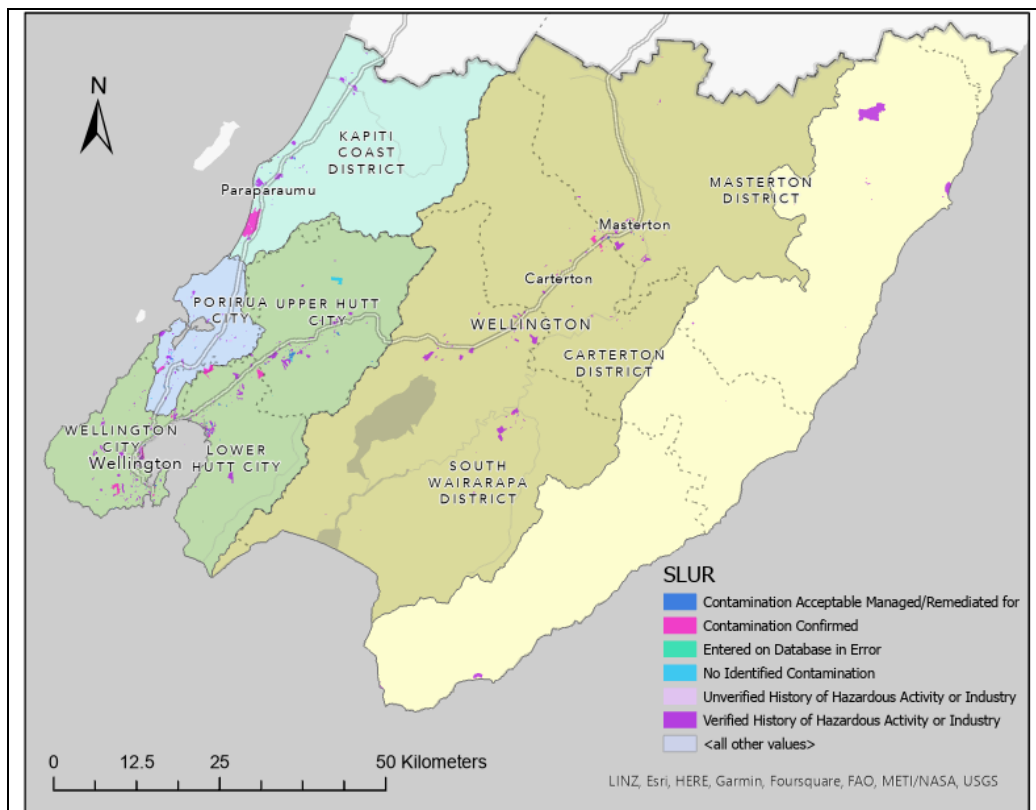 N
KAPITI
COAST
DISTRICT
Paraparaumu
MASTERTON
DISTRICT
Masterton
Carterton
PORIRUA
CITY
UPPER HUTT
CITY
WELLINGTON
CARTERTON
DISTRICT
WELLINGTON
CITY
Wellington
LOWER
HUTT CITY
SOUTH
WAIRARAPA
DISTRICT
SLUR
Contamination Acceptable Managed/Remediated for
Contamination Confirmed
Entered on Database in Error
No Identified Contamination
Unverified History of Hazardous Activity or Industry
Verified History of Hazardous Activity or Industry
<all other values>
0 12.5 25 50 Kilometers
LINZ, Esri, HERE, Garmin, Foursquare, FAO, METI/NASA, USGS